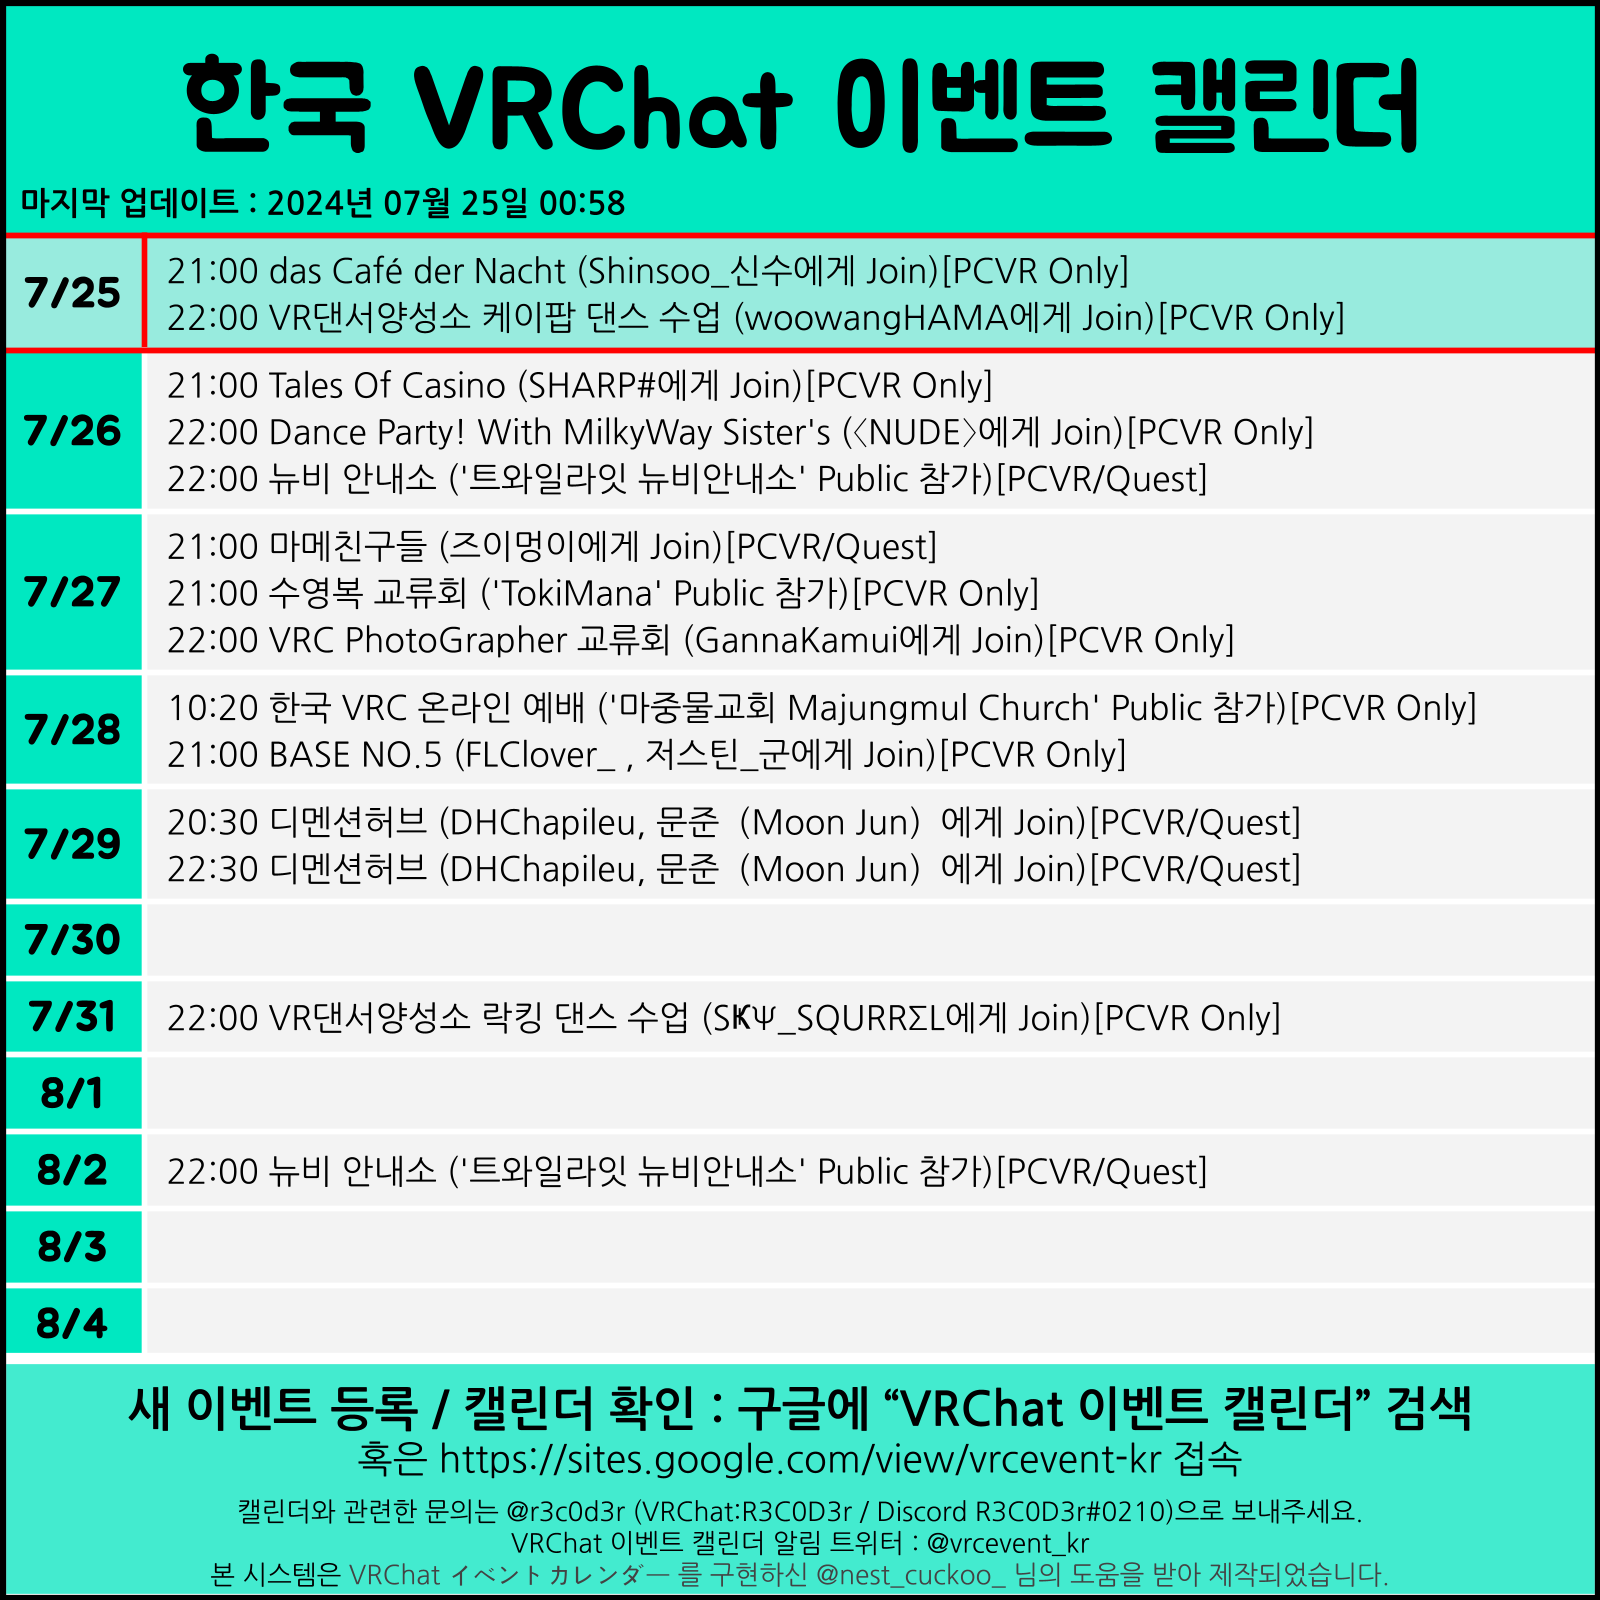 한국 VRChat 이벤트 캘린더
마지막 업데이트 : 2024년 07월 25일 00:58
7/25
21:00 das Café der Nacht (Shinsoo_신수에게 Join)[PCVR Only]
22:00 VR댄서양성소 케이팝 댄스 수업 (woowangHAMA에게 Join)[PCVR Only]
7/26
21:00 Tales Of Casino (SHARP#에게 Join)[PCVR Only]
22:00 Dance Party! With MilkyWay Sister's (〈NUDE〉에게 Join)[PCVR Only]
22:00 뉴비 안내소 ('트와일라잇 뉴비안내소' Public 참가)[PCVR/Quest]
7/27
21:00 마메친구들 (즈이멍이에게 Join)[PCVR/Quest]
21:00 수영복 교류회 ('TokiMana' Public 참가)[PCVR Only]
22:00 VRC PhotoGrapher 교류회 (GannaKamui에게 Join)[PCVR Only]
7/28
10:20 한국 VRC 온라인 예배 ('마중물교회 Majungmul Church' Public 참가)[PCVR Only]
21:00 BASE NO.5 (FLClover_ , 저스틴_군에게 Join)[PCVR Only]
7/29
20:30 디멘션허브 (DHChapileu, 문준（Moon Jun）에게 Join)[PCVR/Quest]
22:30 디멘션허브 (DHChapileu, 문준（Moon Jun）에게 Join)[PCVR/Quest]
7/30
7/31
22:00 VR댄서양성소 락킹 댄스 수업 (SҜΨ_SQURRΣL에게 Join)[PCVR Only]
8/1
8/2
22:00 뉴비 안내소 ('트와일라잇 뉴비안내소' Public 참가)[PCVR/Quest]
8/3
8/4
새 이벤트 등록 / 캘린더 확인 : 구글에 “VRChat 이벤트 캘린더” 검색
혹은 https://sites.google.com/view/vrcevent-kr 접속
캘린더와 관련한 문의는 @r3c0d3r (VRChat:R3C0D3r / Discord R3C0D3r#0210)으로 보내주세요.
VRChat 이벤트 캘린더 알림 트위터 : @vrcevent_kr
본 시스템은 VRChat イベントカレンダー 를 구현하신 @nest_cuckoo_ 님의 도움을 받아 제작되었습니다.